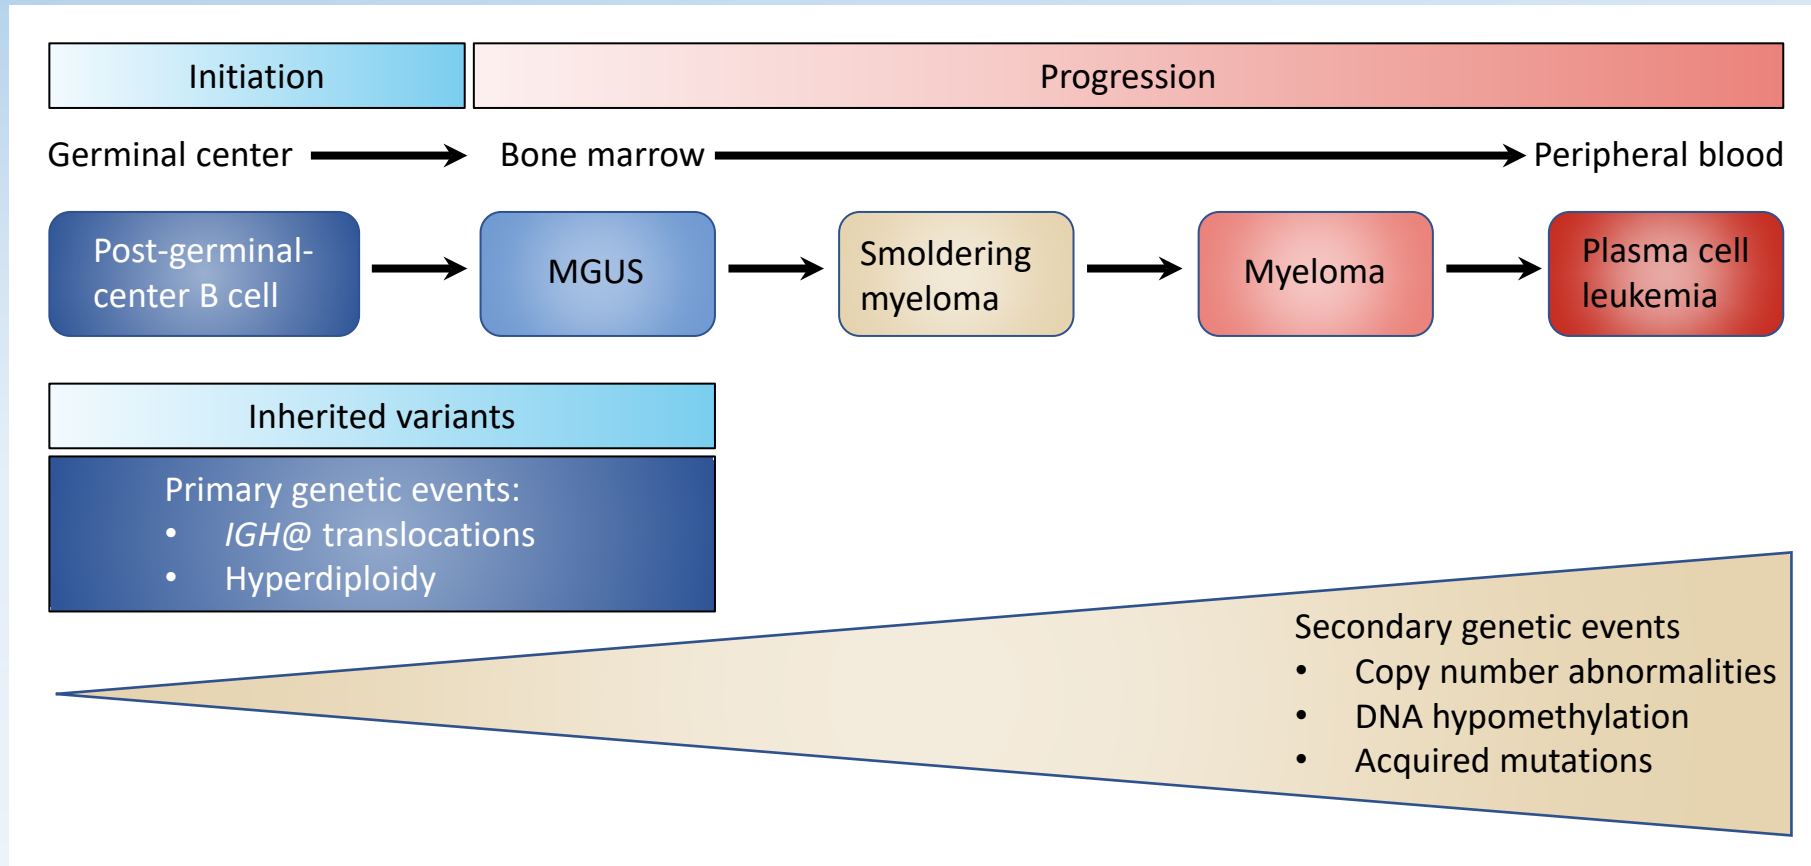 Initiation
Progression
Germinal center
Bone marrow
Peripheral blood
Post-germinal-
center B cell
MGUS
Smoldering
myeloma
Myeloma
Plasma cell
leukemia
Inherited variants
Primary genetic events:
• IGH@ translocations
• Hyperdiploidy
Secondary genetic events
• Copy number abnormalities
• DNA hypomethylation
• Acquired mutations